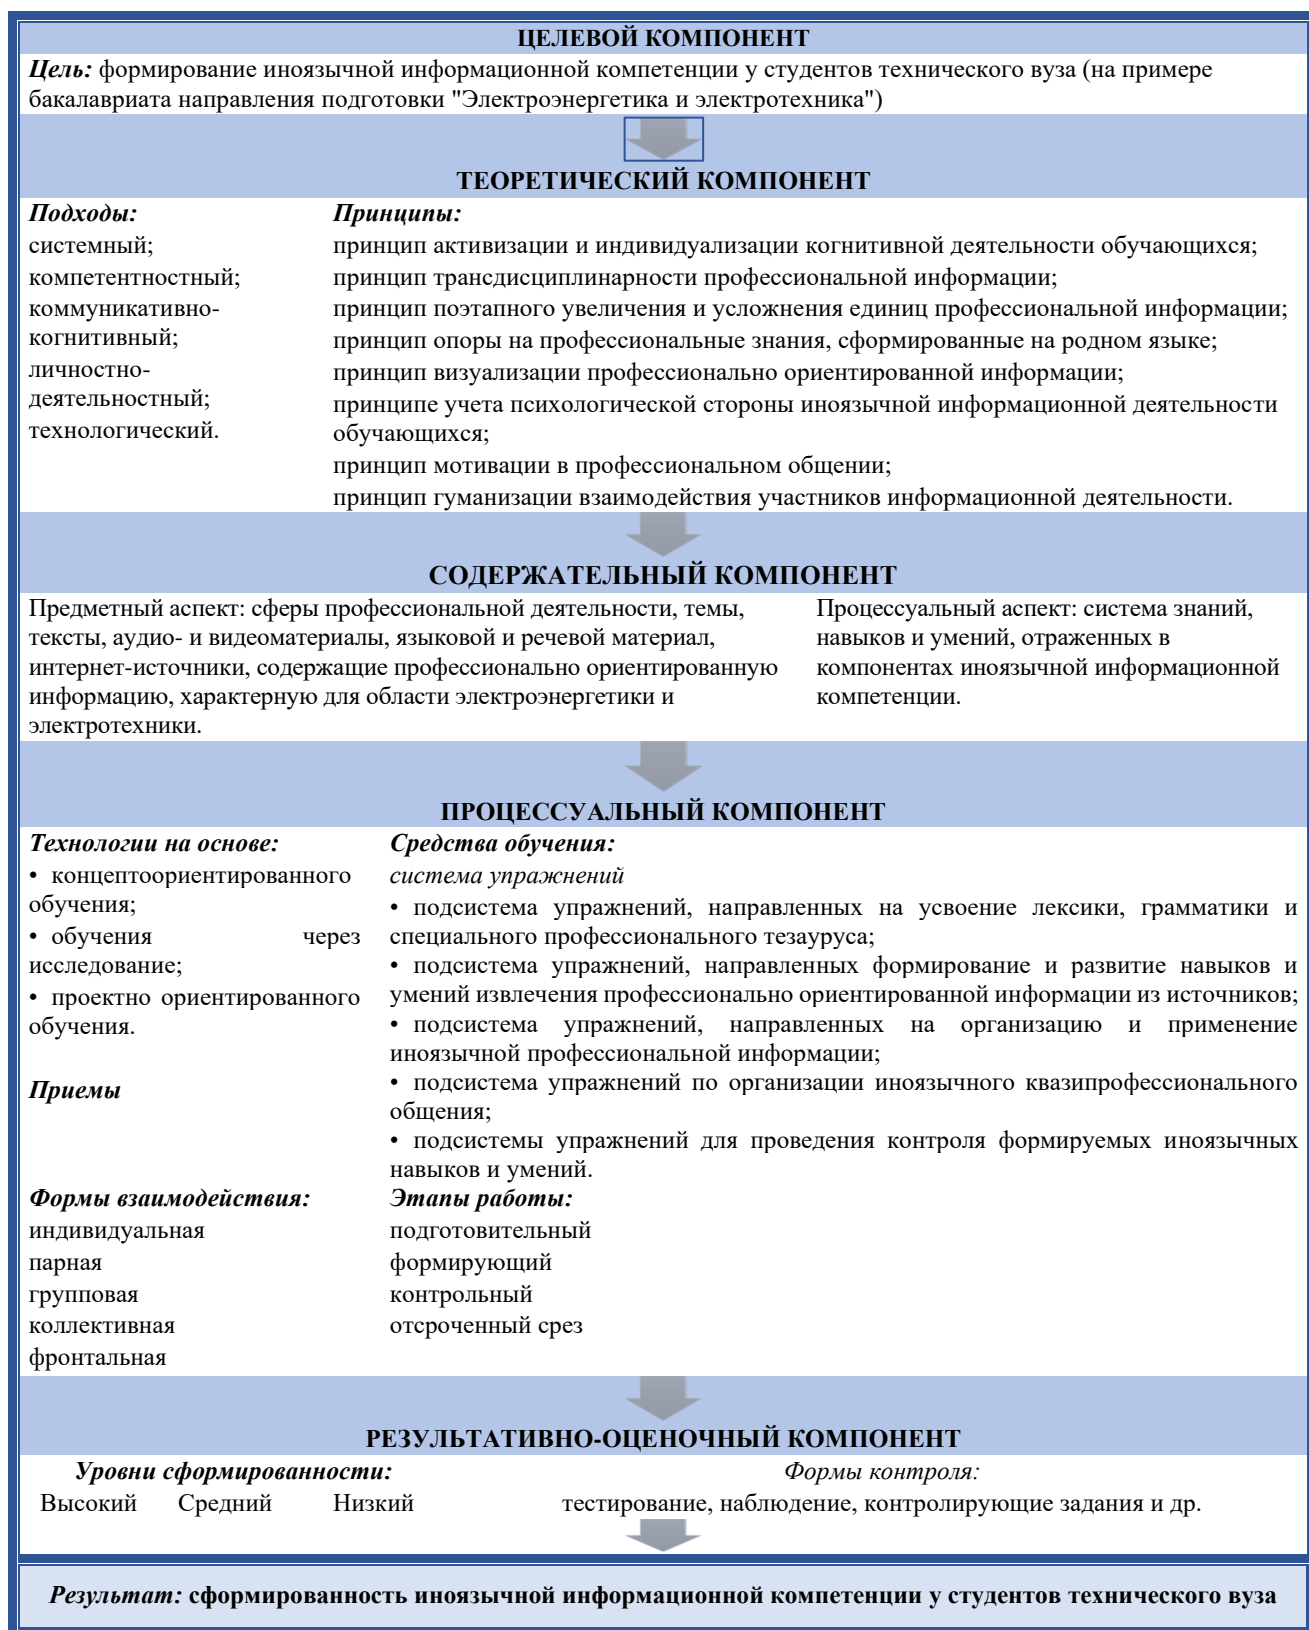 ЦЕЛЕВОЙ КОМПОНЕНТ
Цель: формирование иноязычной информационной компетенции у студентов технического вуза (на примере
бакалавриата направления подготовки "Электроэнергетика и электротехника")
ТЕОРЕТИЧЕСКИЙ КОМПОНЕНТ
Подходы:
системный;
компетентностный;
коммуникативно-
когнитивный;
личностно-
деятельностный;
технологический.
Принципы:
принцип активизации и индивидуализации когнитивной деятельности обучающихся;
принцип трансдисциплинарности профессиональной информации;
принцип поэтапного увеличения и усложнения единиц профессиональной информации;
принцип опоры на профессиональные знания, сформированные на родном языке;
принцип визуализации профессионально ориентированной информации;
принципе учета психологической стороны иноязычной информационной деятельности
обучающихся;
принцип мотивации в профессиональном общении;
принцип гуманизации взаимодействия участников информационной деятельности.
СОДЕРЖАТЕЛЬНЫЙ КОМПОНЕНТ
Предметный аспект: сферы профессиональной деятельности, темы,
тексты, аудио- и видеоматериалы, языковой и речевой материал,
интернет-источники, содержащие профессионально ориентированную
информацию, характерную для области электроэнергетики и
электротехники.
Процессуальный аспект: система знаний,
навыков и умений, отраженных в
компонентах иноязычной информационной
компетенции.
ПРОЦЕССУАЛЬНЫЙ КОМПОНЕНТ
Технологии на основе:
• концептоориентированного
обучения;
• обучения через
исследование;
• проектно ориентированного
обучения.
Приемы
Средства обучения:
система упражнений
• подсистема упражнений, направленных на усвоение лексики, грамматики и
специального профессионального тезауруса;
• подсистема упражнений, направленных формирование и развитие навыков и
умений извлечения профессионально ориентированной информации из источников;
• подсистема упражнений, направленных на организацию и применение
иноязычной профессиональной информации;
• подсистема упражнений по организации иноязычного квазипрофессионального
общения;
• подсистемы упражнений для проведения контроля формируемых иноязычных
навыков и умений.
Формы взаимодействия:
индивидуальная
парная
групповая
коллективная
фронтальная
Этапы работы:
подготовительный
формирующий
контрольный
отсроченный срез
РЕЗУЛЬТАТИВНО-ОЦЕНОЧНЫЙ КОМПОНЕНТ
Уровни сформированности:
Высокий Средний Низкий
Формы контроля:
тестирование, наблюдение, контролирующие задания и др.
Результат: сформированность иноязычной информационной компетенции у студентов технического вуза